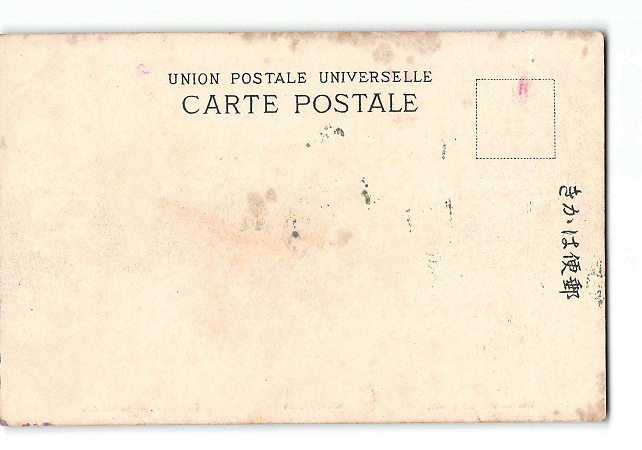 UNION POSTALE UNIVERSELLE
CARTE POSTALE
きかは便郵